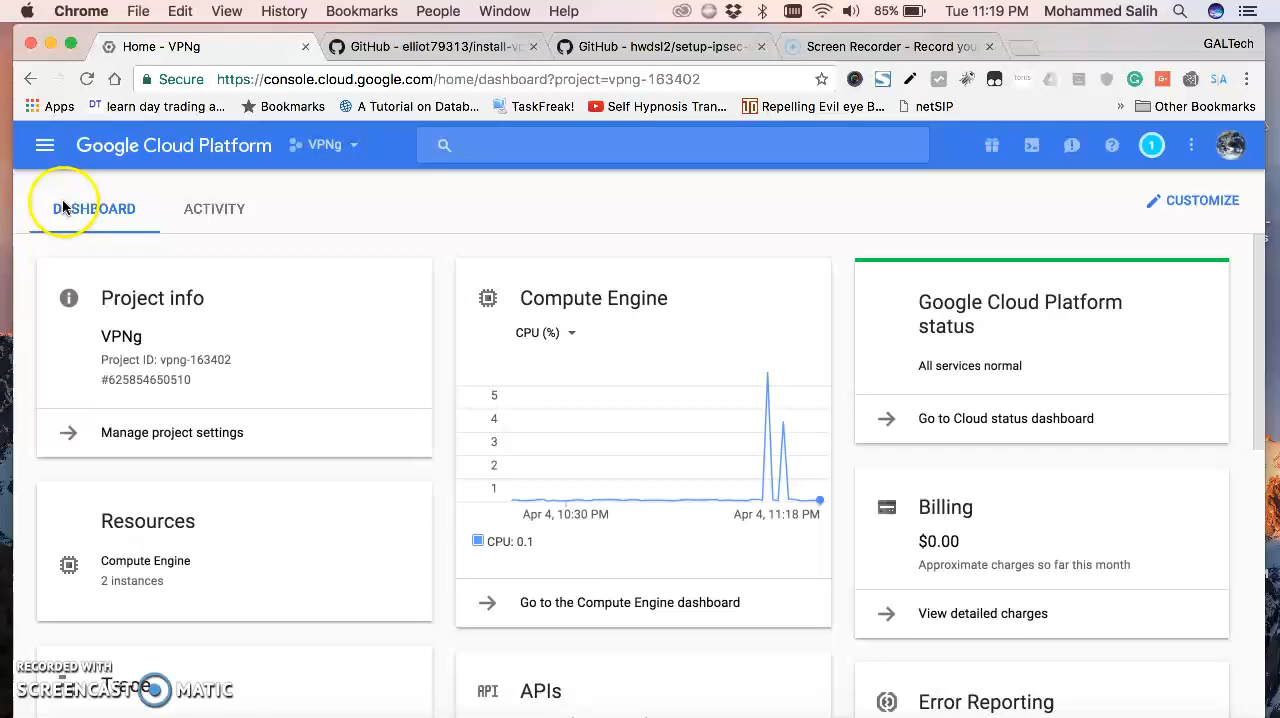 Chrome File Edit View History Bookmarks People Window Help 85% Tue 11:19 PM Mohammed Salih
Home - VPNg
GitHub - elliot79313/install-vp
GitHub - hwdsl2/setup-ipsec-
Screen Recorder - Record you
GALTech
Secure https://console.cloud.google.com/home/dashboard?project=vpng-163402
Apps DT learn day trading a... Bookmarks A Tutorial on Datab... TaskFreak! Self Hypnosis Tran... Repelling Evil eye B... netSIP » Other Bookmarks
Google Cloud Platform VPNg 1
DASHBOARD ACTIVITY CUSTOMIZE
Project info
VPNg
Project ID: vpng-163402
#625854650510
Manage project settings
Resources
Compute Engine
2 instances
Trace
Compute Engine
CPU (%)
5
4
3
2
1
Apr 4, 10:30 PM Apr 4, 11:18 PM
CPU: 0.1
Go to the Compute Engine dashboard
API APIs
Google Cloud Platform
status
All services normal
Go to Cloud status dashboard
Billing
$0.00
Approximate charges so far this month
View detailed charges
Error Reporting
RECORDED WITH
SCREENCAST MATIC